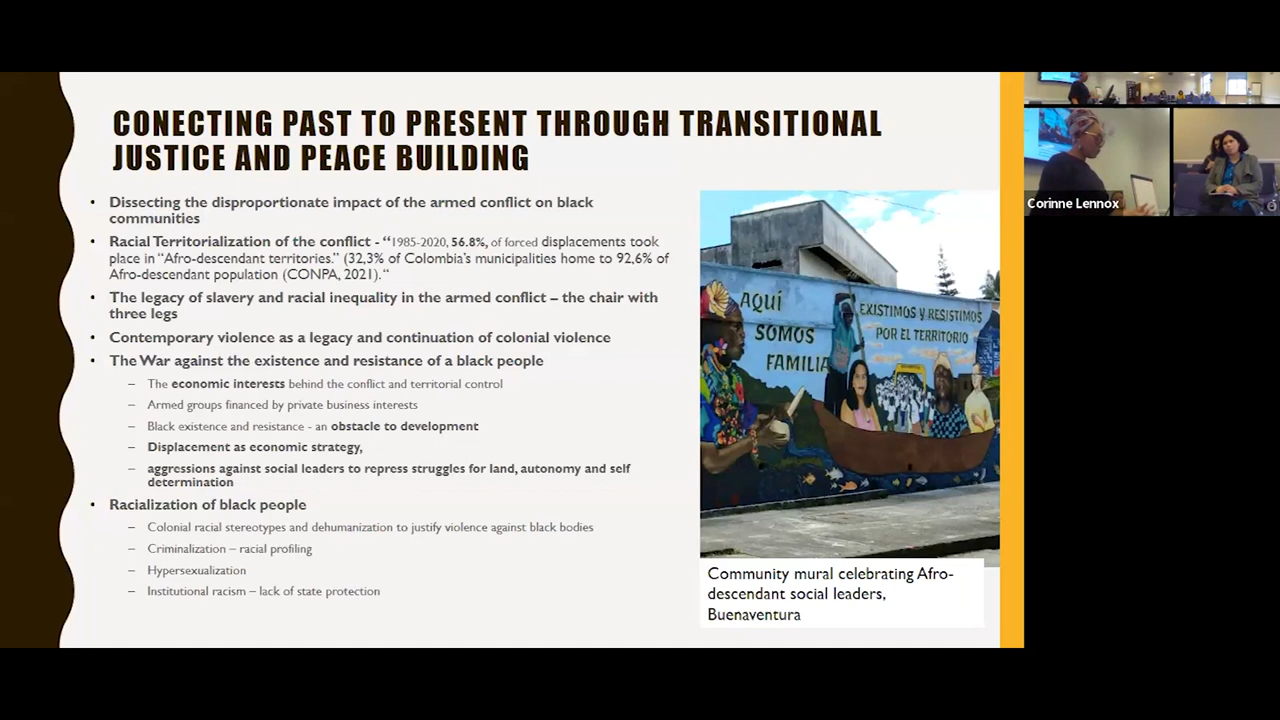 CONECTING PAST TO PRESENT THROUGH TRANSITIONAL
JUSTICE AND PEACE BUILDING
• Dissecting the disproportionate impact of the armed conflict on black
communities
• Racial Territorialization of the conflict - “1985-2020, 56.8%, of forced displacements took
place in “Afro-descendant territories.” (32,3% of Colombia’s municipalities home to 92,6% of
Afro-descendant population (CONPA, 2021).“
• The legacy of slavery and racial inequality in the armed conflict – the chair with
three legs
• Contemporary violence as a legacy and continuation of colonial violence
• The War against the existence and resistance of a black people
– The economic interests behind the conflict and territorial control
– Armed groups financed by private business interests
– Black existence and resistance - an obstacle to development
– Displacement as economic strategy,
– aggressions against social leaders to repress struggles for land, autonomy and self
determination
• Racialization of black people
– Colonial racial stereotypes and dehumanization to justify violence against black bodies
– Criminalization – racial profiling
– Hypersexualization
– Institutional racism – lack of state protection
AQUÍ
SOMOS
FAMILIA
EXISTIMOS Y RESISTIMOS
POR EL TERRITORIO
Community mural celebrating Afro-
descendant social leaders,
Buenaventura
Corinne Lennox